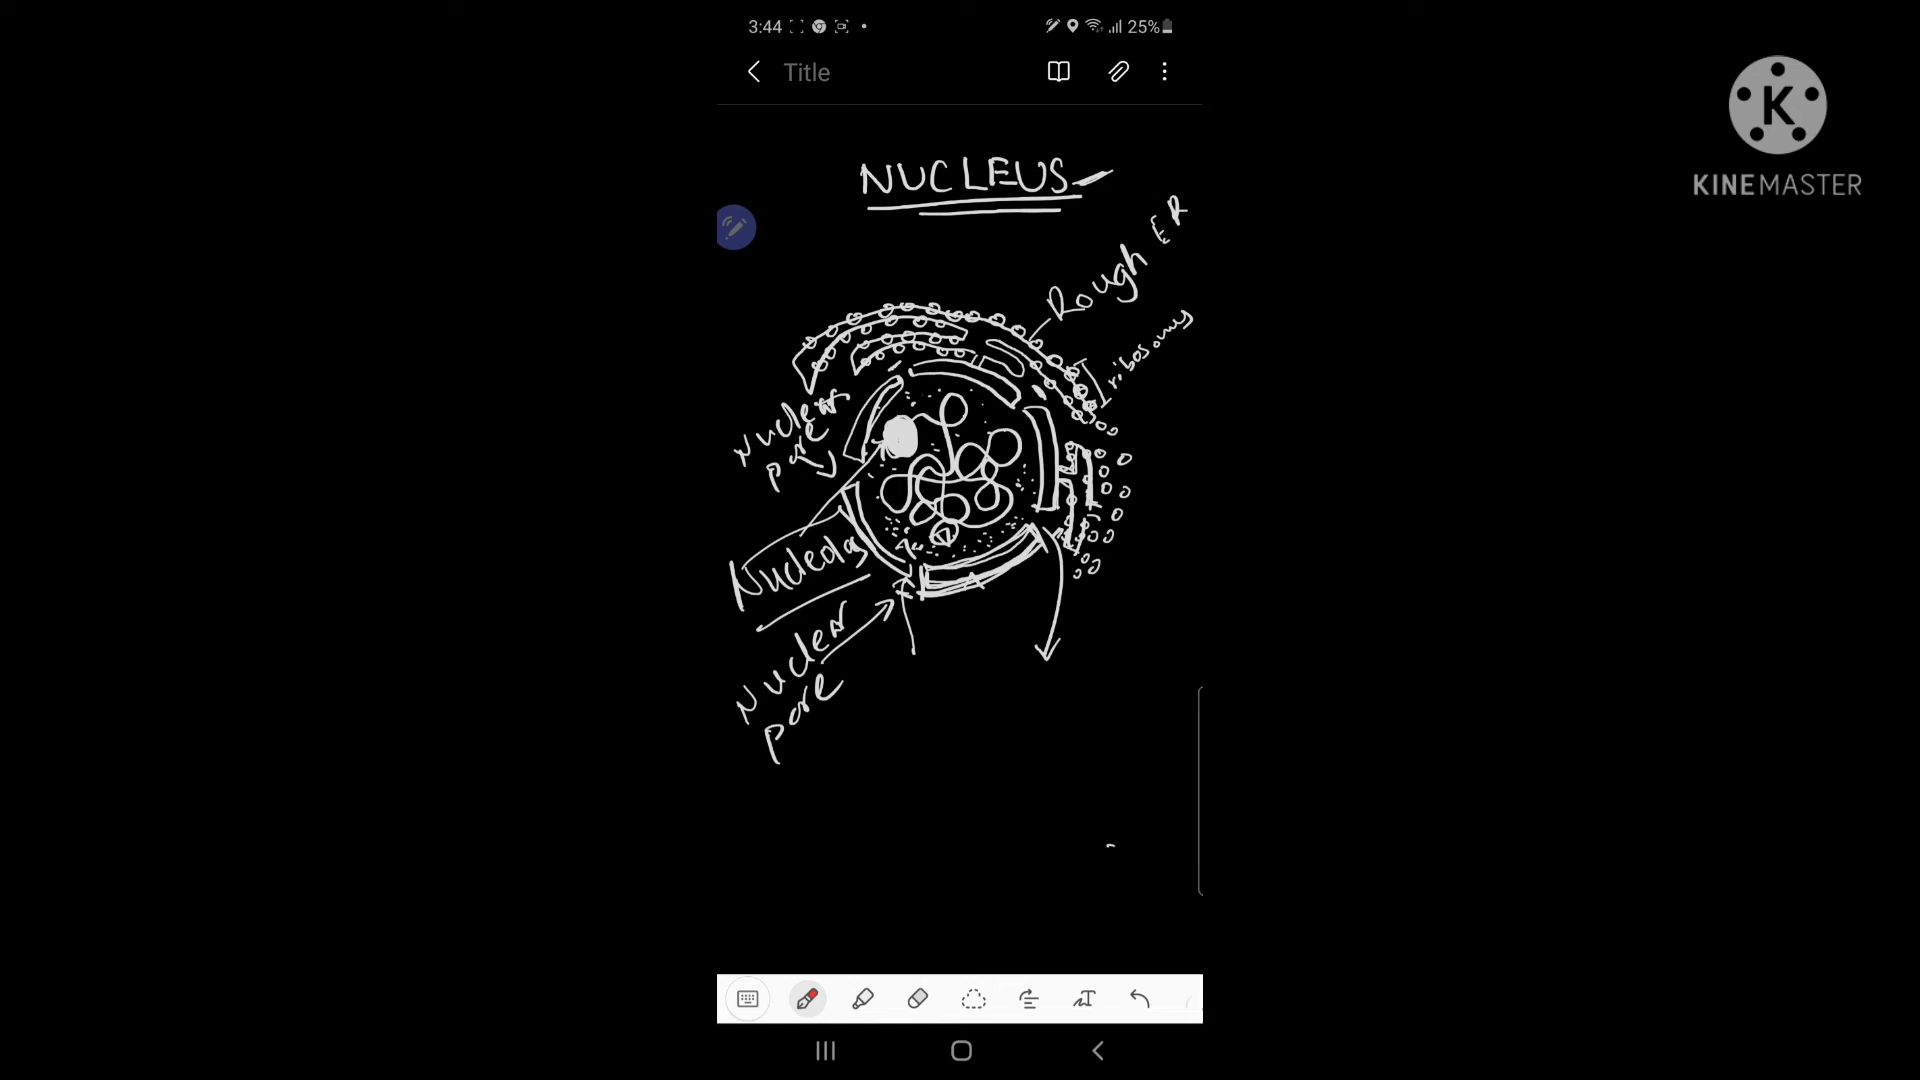 3:44
25%
Title
KINEMASTER
NUCLEUS
Rough ER
ribosomes
Nuclear
pore
Nucleolus
Nuclear
pore